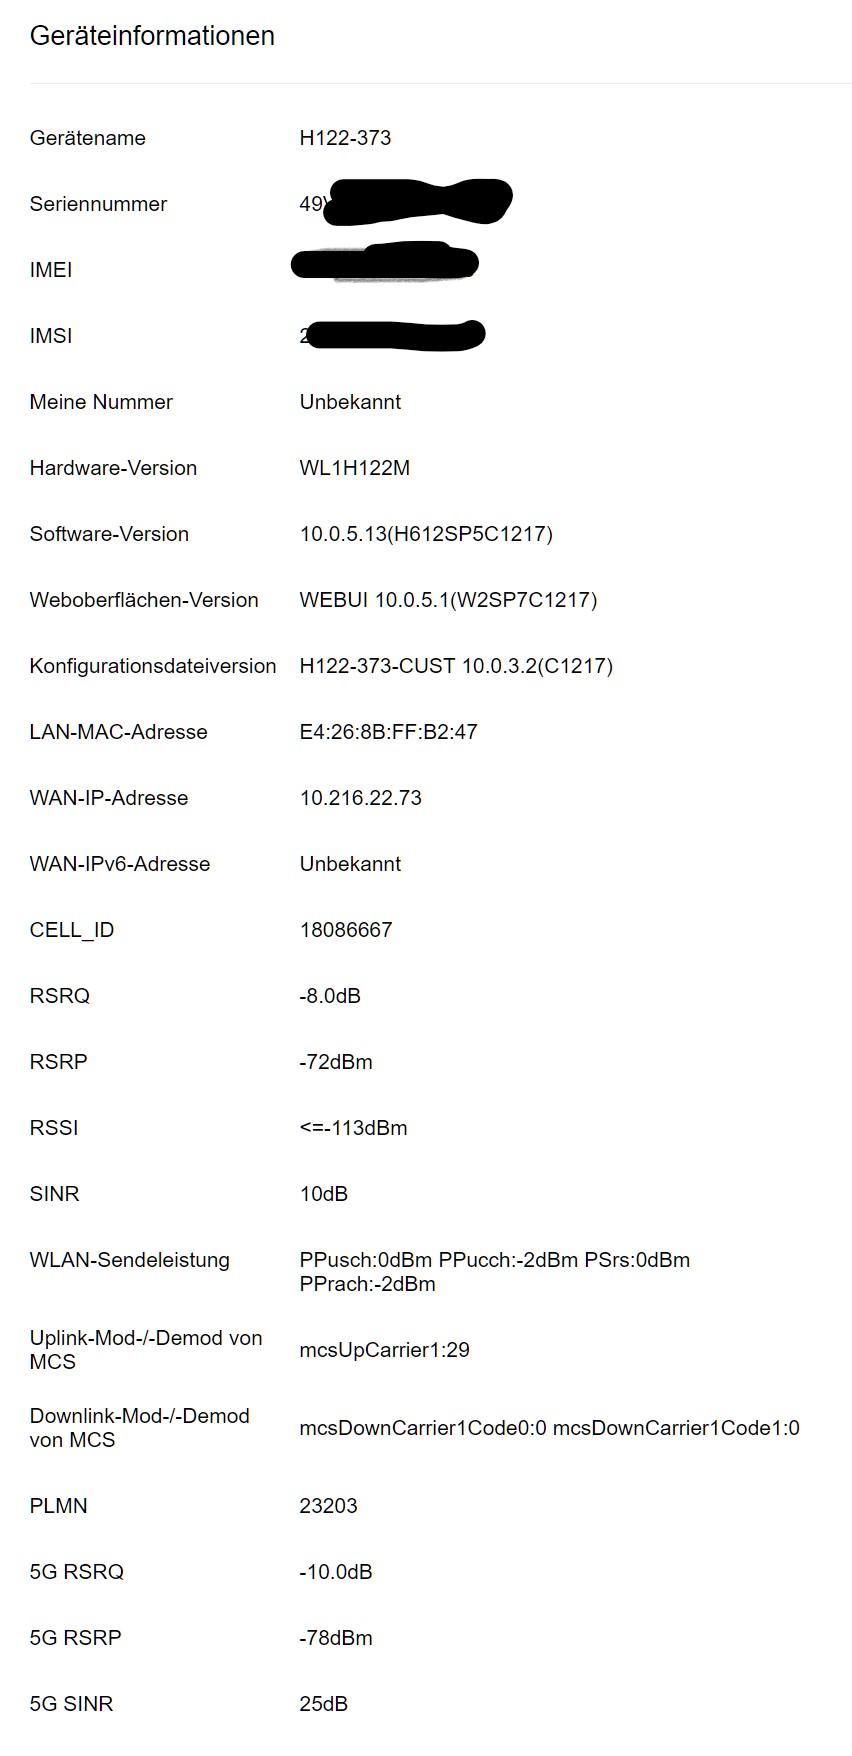 Geräteinformationen
Gerätename H122-373
Seriennummer 49
IMEI
IMSI 2
Meine Nummer Unbekannt
Hardware-Version WL1H122M
Software-Version 10.0.5.13(H612SP5C1217)
Weboberflächen-Version WEBUI 10.0.5.1(W2SP7C1217)
Konfigurationsdateiversion H122-373-CUST 10.0.3.2(C1217)
LAN-MAC-Adresse E4:26:8B:FF:B2:47
WAN-IP-Adresse 10.216.22.73
WAN-IPv6-Adresse Unbekannt
CELL_ID 18086667
RSRQ -8.0dB
RSRP -72dBm
RSSI <=-113dBm
SINR 10dB
WLAN-Sendeleistung PPusch:0dBm PPucch:-2dBm PSrs:0dBm
PPrach:-2dBm
Uplink-Mod-/-Demod von
MCS mcsUpCarrier1:29
Downlink-Mod-/-Demod
von MCS mcsDownCarrier1Code0:0 mcsDownCarrier1Code1:0
PLMN 23203
5G RSRQ -10.0dB
5G RSRP -78dBm
5G SINR 25dB